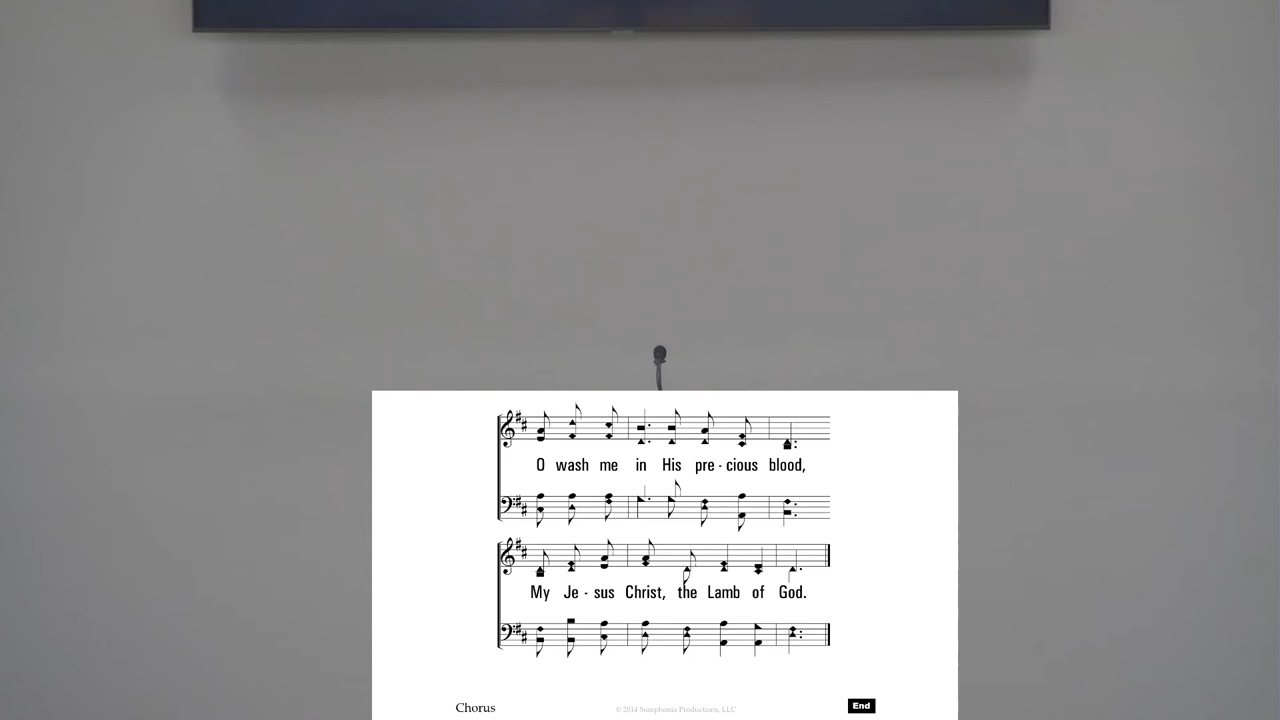 O wash me in His pre - cious blood,
My Je - sus Christ, the Lamb of God.
Chorus
© 2014 Sumphonia Productions, LLC
End